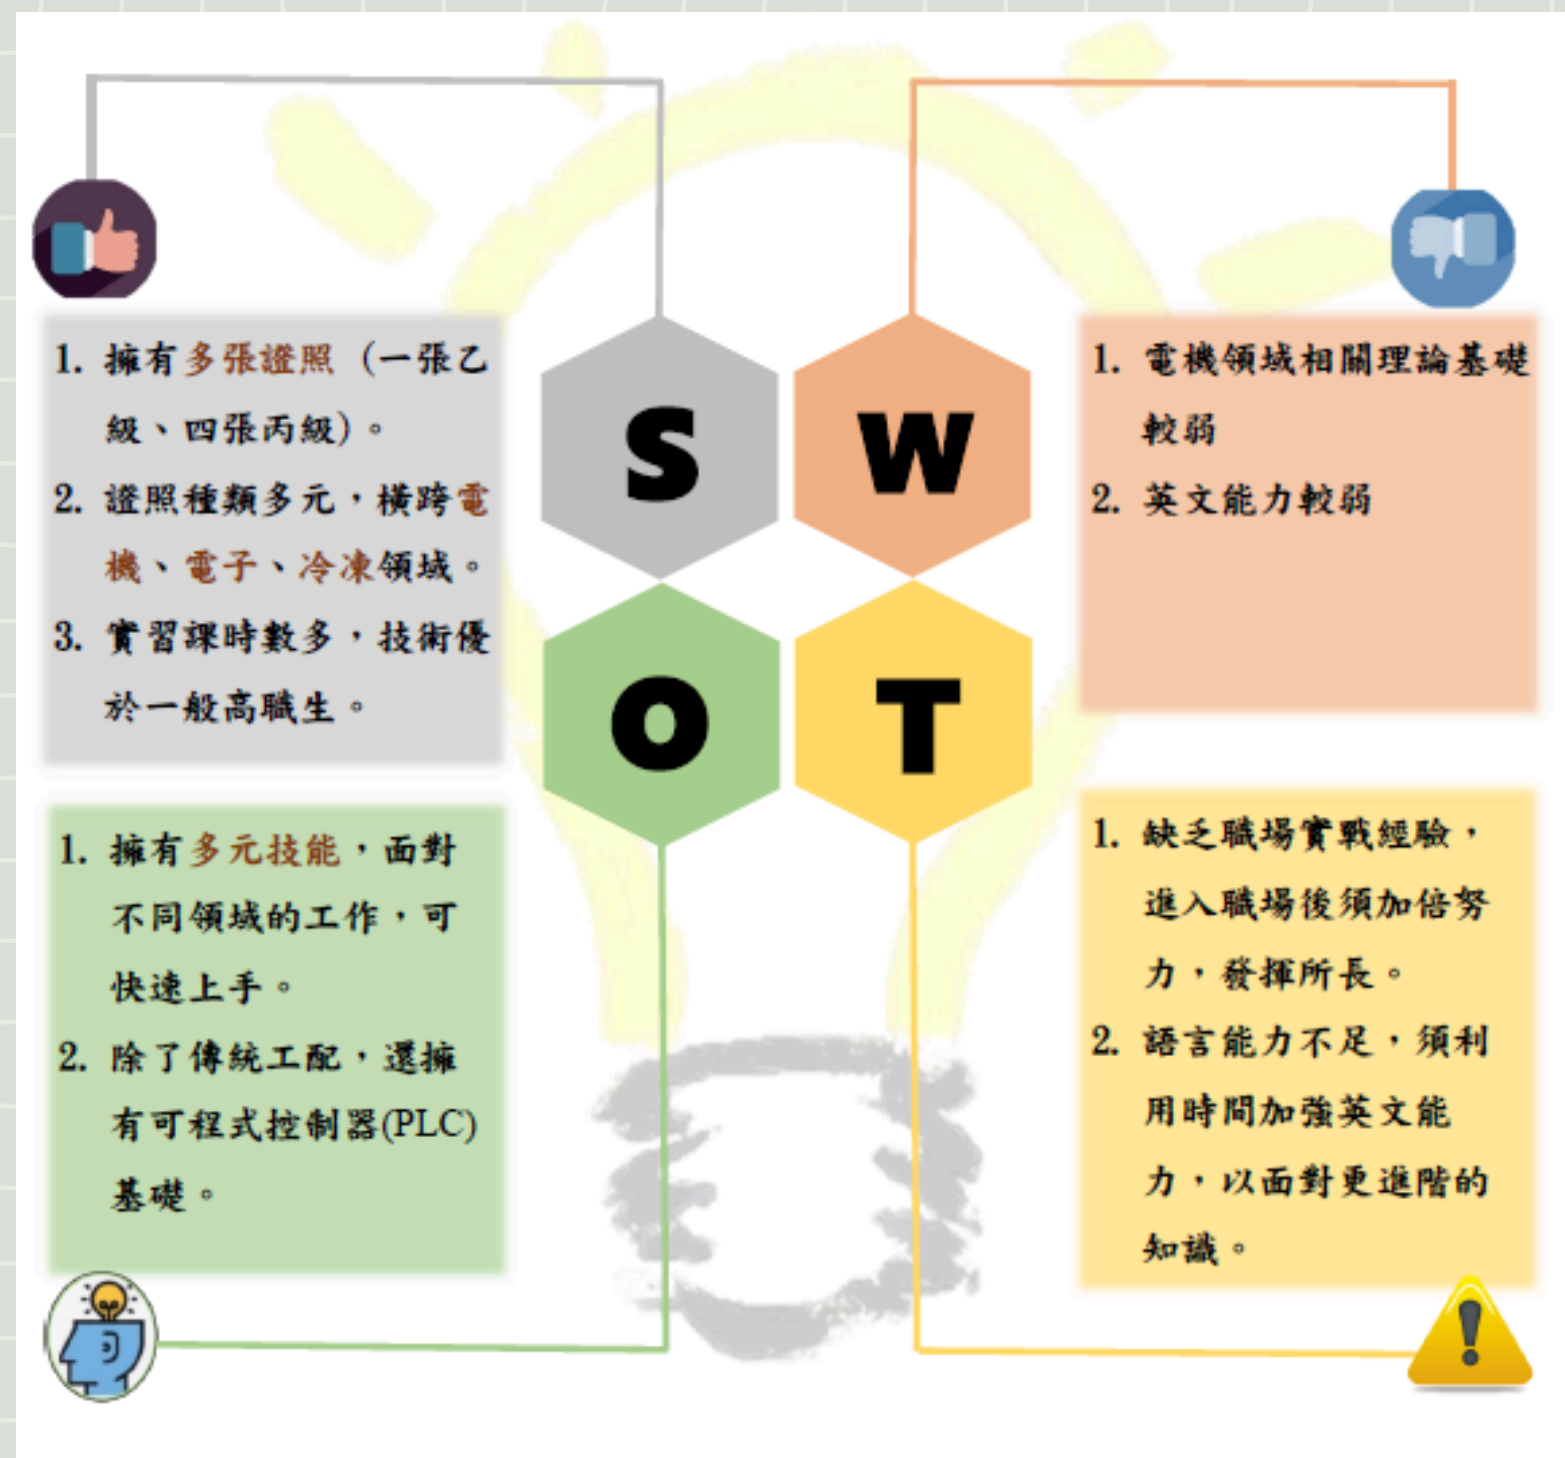 1. 擁有多張證照 (一張乙
級、四張丙級)。
2. 證照種類多元，橫跨電
機、電子、冷凍領域。
3. 實習課時數多，技術優
於一般高職生。
S
W
1. 電機領域相關理論基礎
較弱
2. 英文能力較弱
O
T
1. 擁有多元技能，面對
不同領域的工作，可
快速上手。
2. 除了傳統工配，還擁
有可程式控制器(PLC)
基礎。
1. 缺乏職場實戰經驗，
進入職場後須加倍努
力，發揮所長。
2. 語言能力不足，須利
用時間加強英文能
力，以面對更進階的
知識。